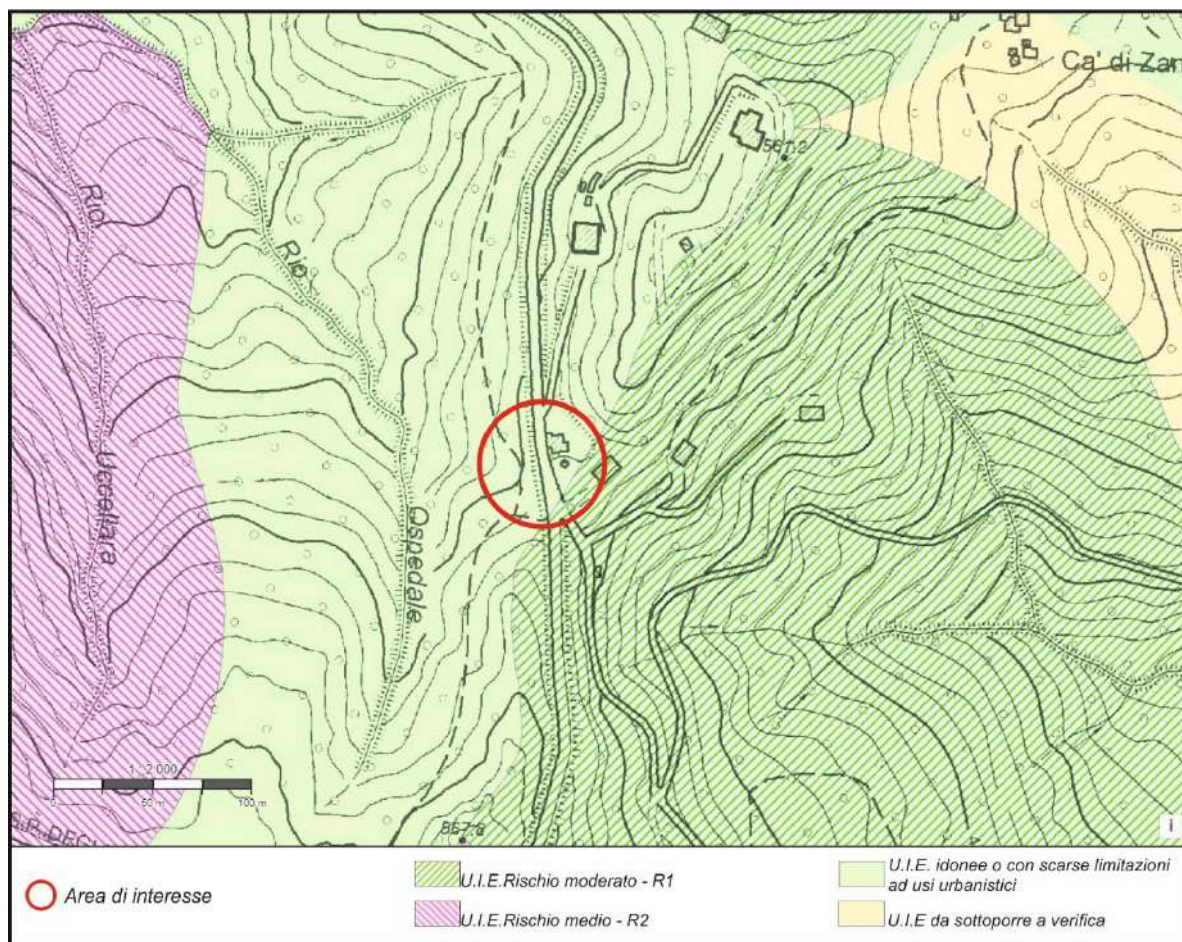 Ca' di Zan
567.2
Rio
Rio
Uccellara
Ospedale
1 : 2 000
0 50 m 100 m
567.2
i
Area di interesse
U.I.E.Rischio moderato - R1
U.I.E.Rischio medio - R2
U.I.E. idonee o con scarse limitazioni
ad usi urbanistici
U.I.E da sottoporre a verifica